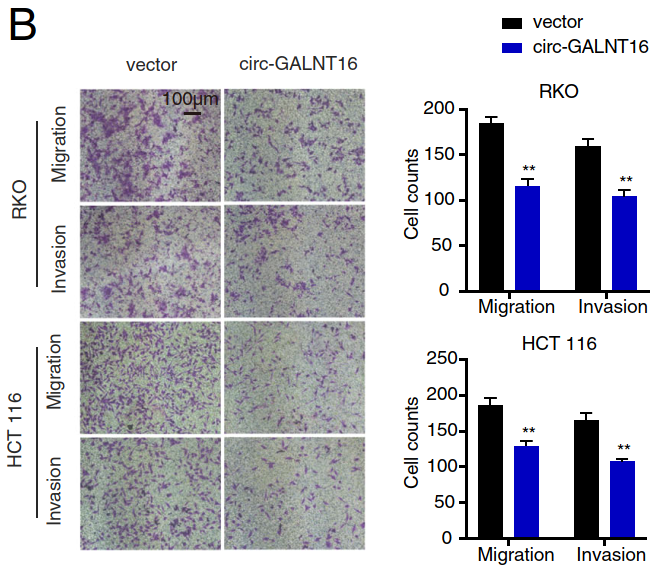 B
vector
circ-GALNT16
vector
circ-GALNT16
100μm
RKO
Migration
Invasion
HCT 116
Migration
Invasion
RKO
Cell counts
200
150
100
50
0
**
**
Migration
Invasion
HCT 116
Cell counts
250
200
150
100
50
0
**
**
Migration
Invasion